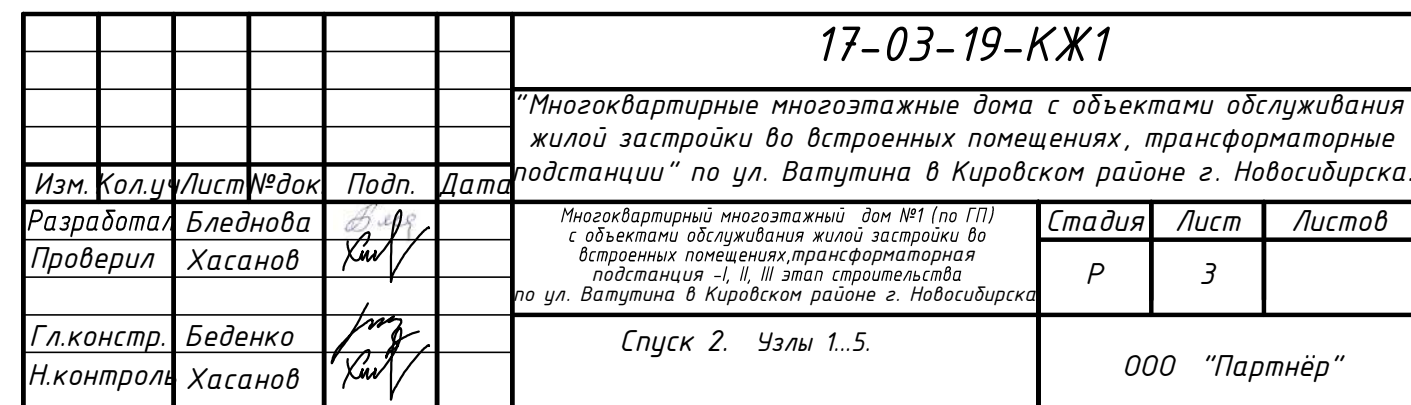 17-03-19-КЖ1
"Многоквартирные многоэтажные дома с объектами обслуживания
жилой застройки во встроенных помещениях, трансформаторные
подстанции" по ул. Ватутина в Кировском районе г. Новосибирска.
Изм. Кол.уч Лист №док Подп. Дата
Разработал Бледнова
Проверил Хасанов
Гл.констр. Беденко
Н.контроль Хасанов
Многоквартирный многоэтажный дом №1 (по ГП)
с объектами обслуживания жилой застройки во
встроенных помещениях,трансформаторная
подстанция -I, II, III этап строительства
по ул. Ватутина в Кировском районе г. Новосибирска
Стадия Лист Листов
Р 3
Спуск 2. Узлы 1...5.
ООО "Партнёр"